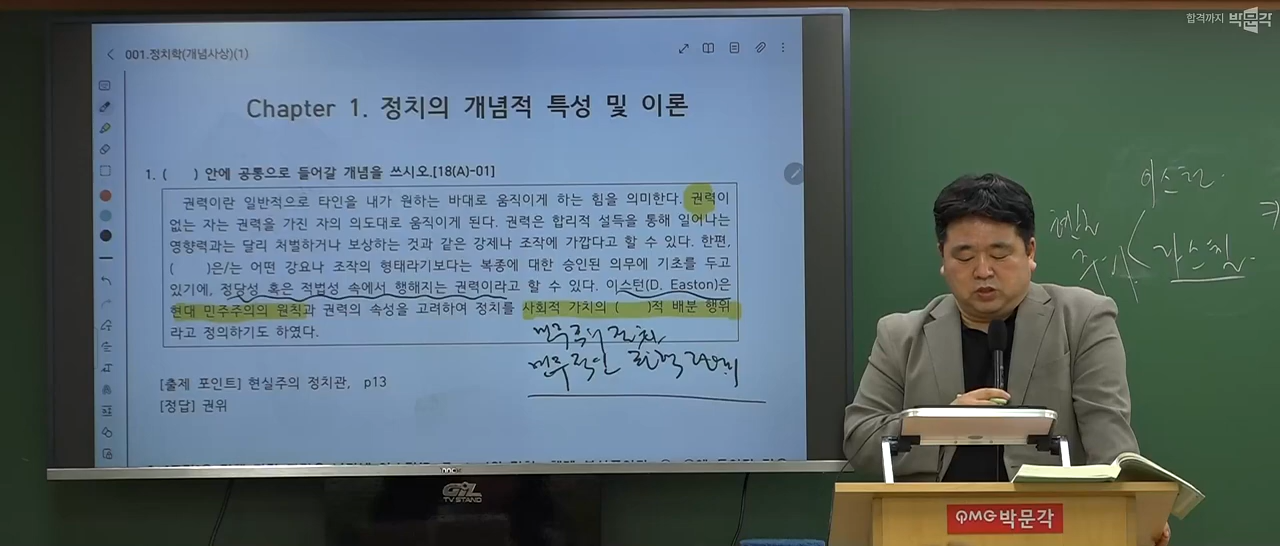 합격까지 박문각
001.정치학(개념사상)(1)
Chapter 1. 정치의 개념적 특성 및 이론
1. (     ) 안에 공통으로 들어갈 개념을 쓰시오.[18(A)-01]
권력이란 일반적으로 타인을 내가 원하는 바대로 움직이게 하는 힘을 의미한다. 권력이
없는 자는 권력을 가진 자의 의도대로 움직이게 된다. 권력은 합리적 설득을 통해 일어나는
영향력과는 달리 처벌하거나 보상하는 것과 같은 강제나 조작에 가깝다고 할 수 있다. 한편,
(     )은/는 어떤 강요나 조작의 형태라기보다는 복종에 대한 승인된 의무에 기초를 두고
있기에, 정당성 혹은 적법성 속에서 행해지는 권력이라고 할 수 있다. 이스턴(D. Easton)은
현대 민주주의의 원칙과 권력의 속성을 고려하여 정치를 사회적 가치의 (     )적 배분 행위
라고 정의하기도 하였다.
[출제 포인트] 현실주의 정치관, p13
[정답] 권위
이스턴
GIL
TV STAND
PMG 박문각